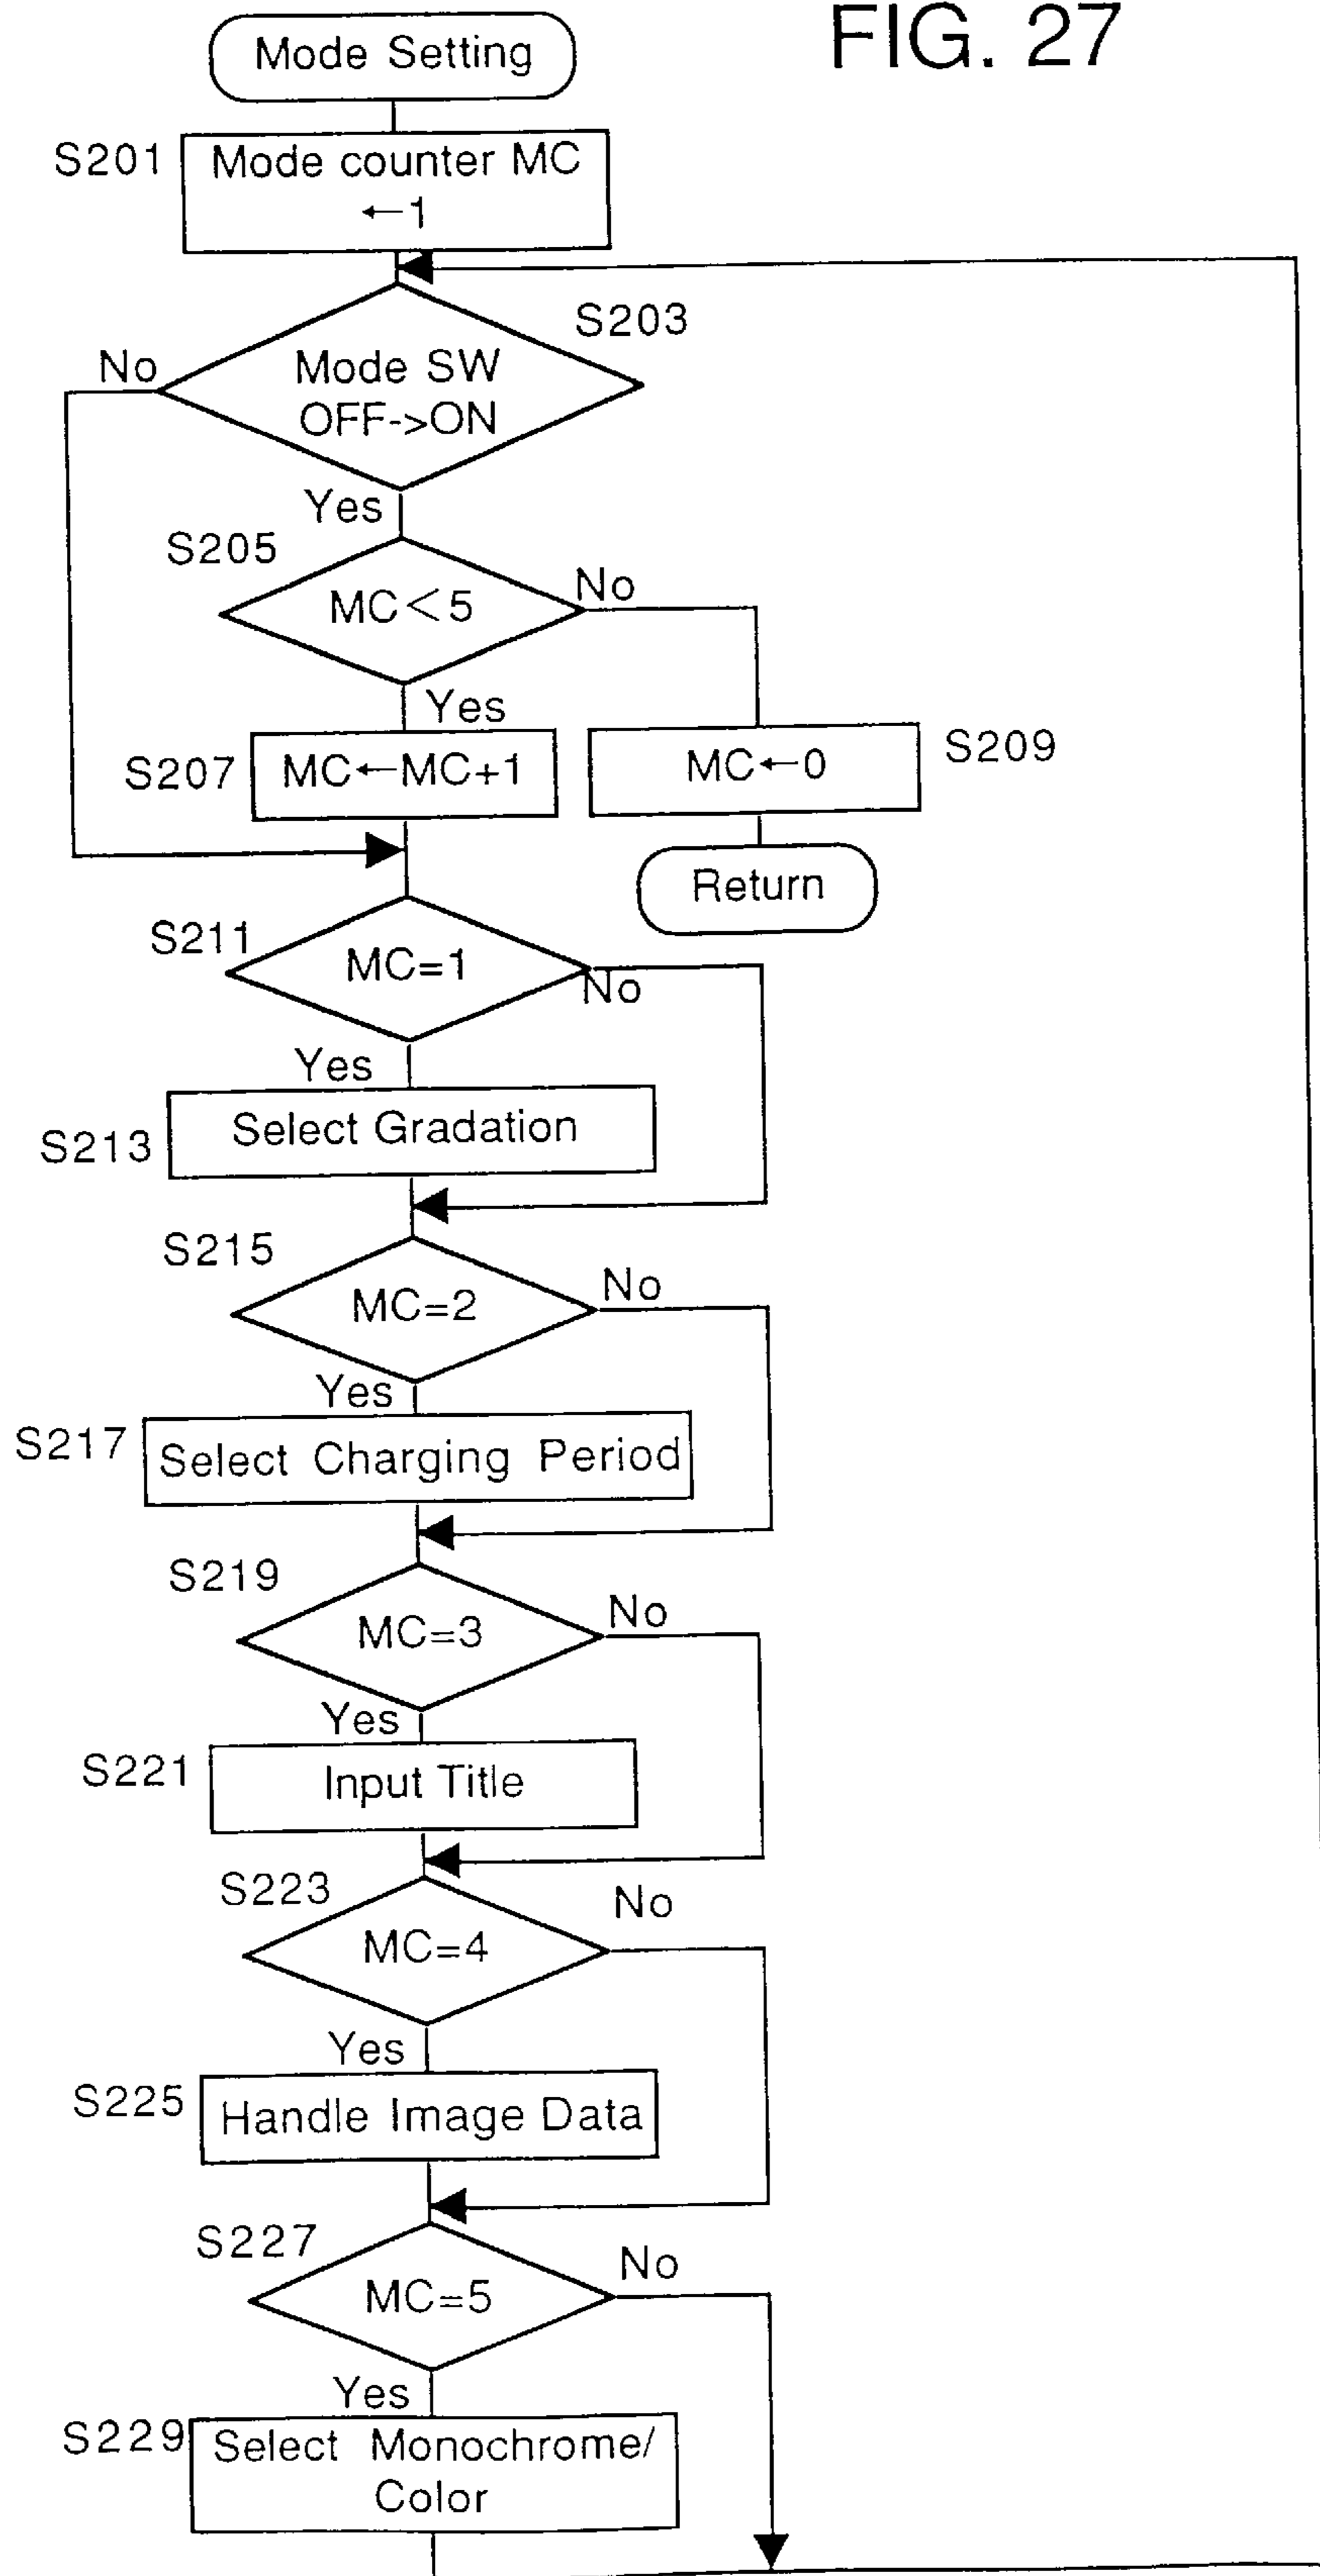 FIG. 27
Mode Setting
S201
Mode counter MC
←1
S203
No
Mode SW
OFF->ON
Yes
S205
MC<5
No
Yes
S207
MC←MC+1
MC←0
S209
Return
S211
MC=1
No
Yes
S213
Select Gradation
S215
MC=2
No
Yes
S217
Select Charging Period
S219
MC=3
No
Yes
S221
Input Title
S223
MC=4
No
Yes
S225
Handle Image Data
S227
MC=5
No
Yes
S229
Select Monochrome/
Color